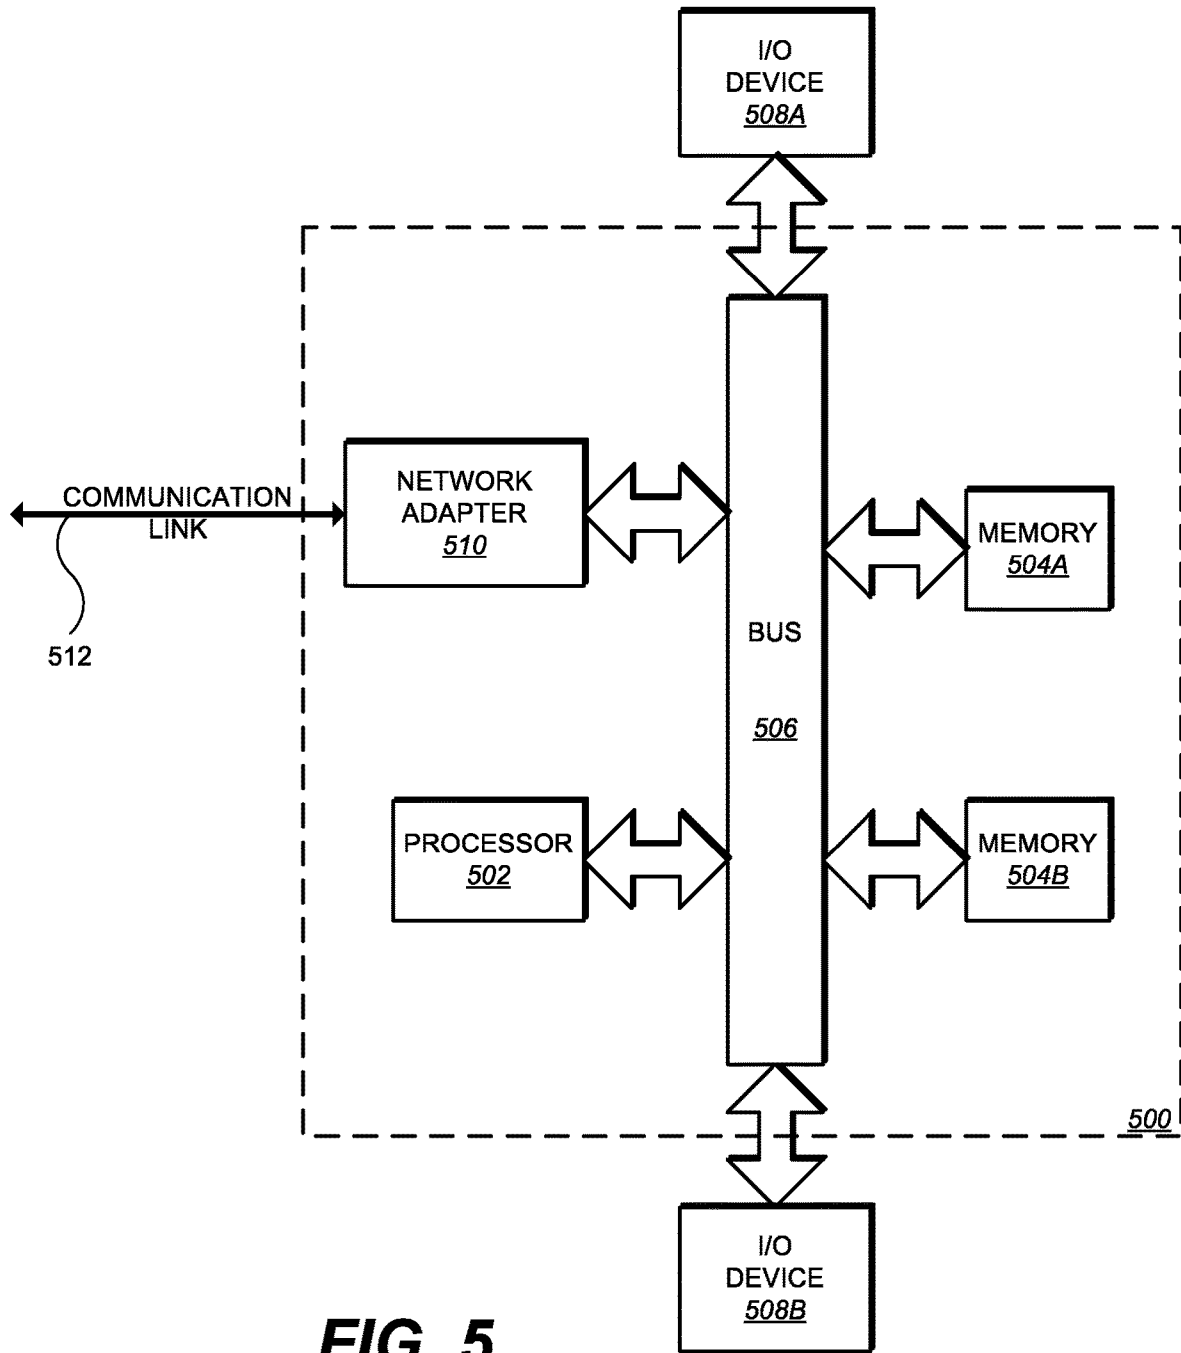 I/O
DEVICE
508A
COMMUNICATION
LINK
512
NETWORK
ADAPTER
510
MEMORY
504A
BUS
506
PROCESSOR
502
MEMORY
504B
500
I/O
DEVICE
508B
FIG. 5